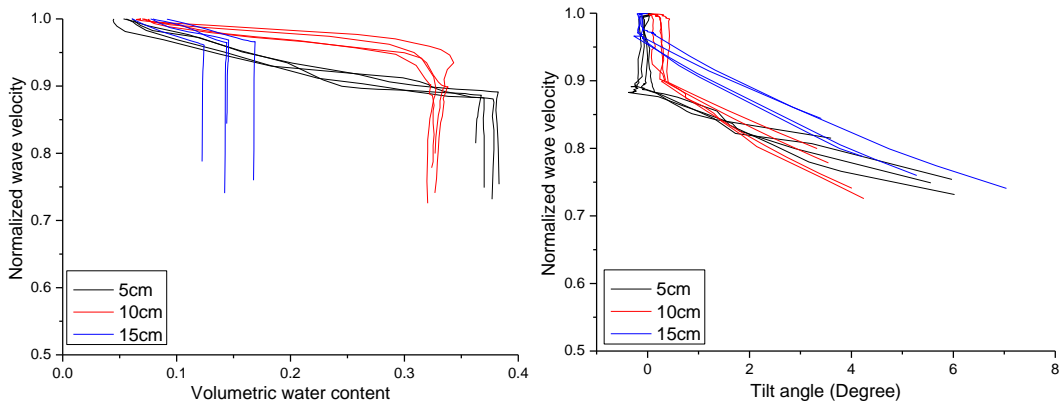 Normalized wave velocity
1.0
0.9
0.8
0.7
0.6
0.5
5cm
10cm
15cm
0.0
0.1
0.2
0.3
0.4
Volumetric water content
Normalized wave velocity
1.0
0.9
0.8
0.7
0.6
0.5
5cm
10cm
15cm
0
2
4
6
8
Tilt angle (Degree)